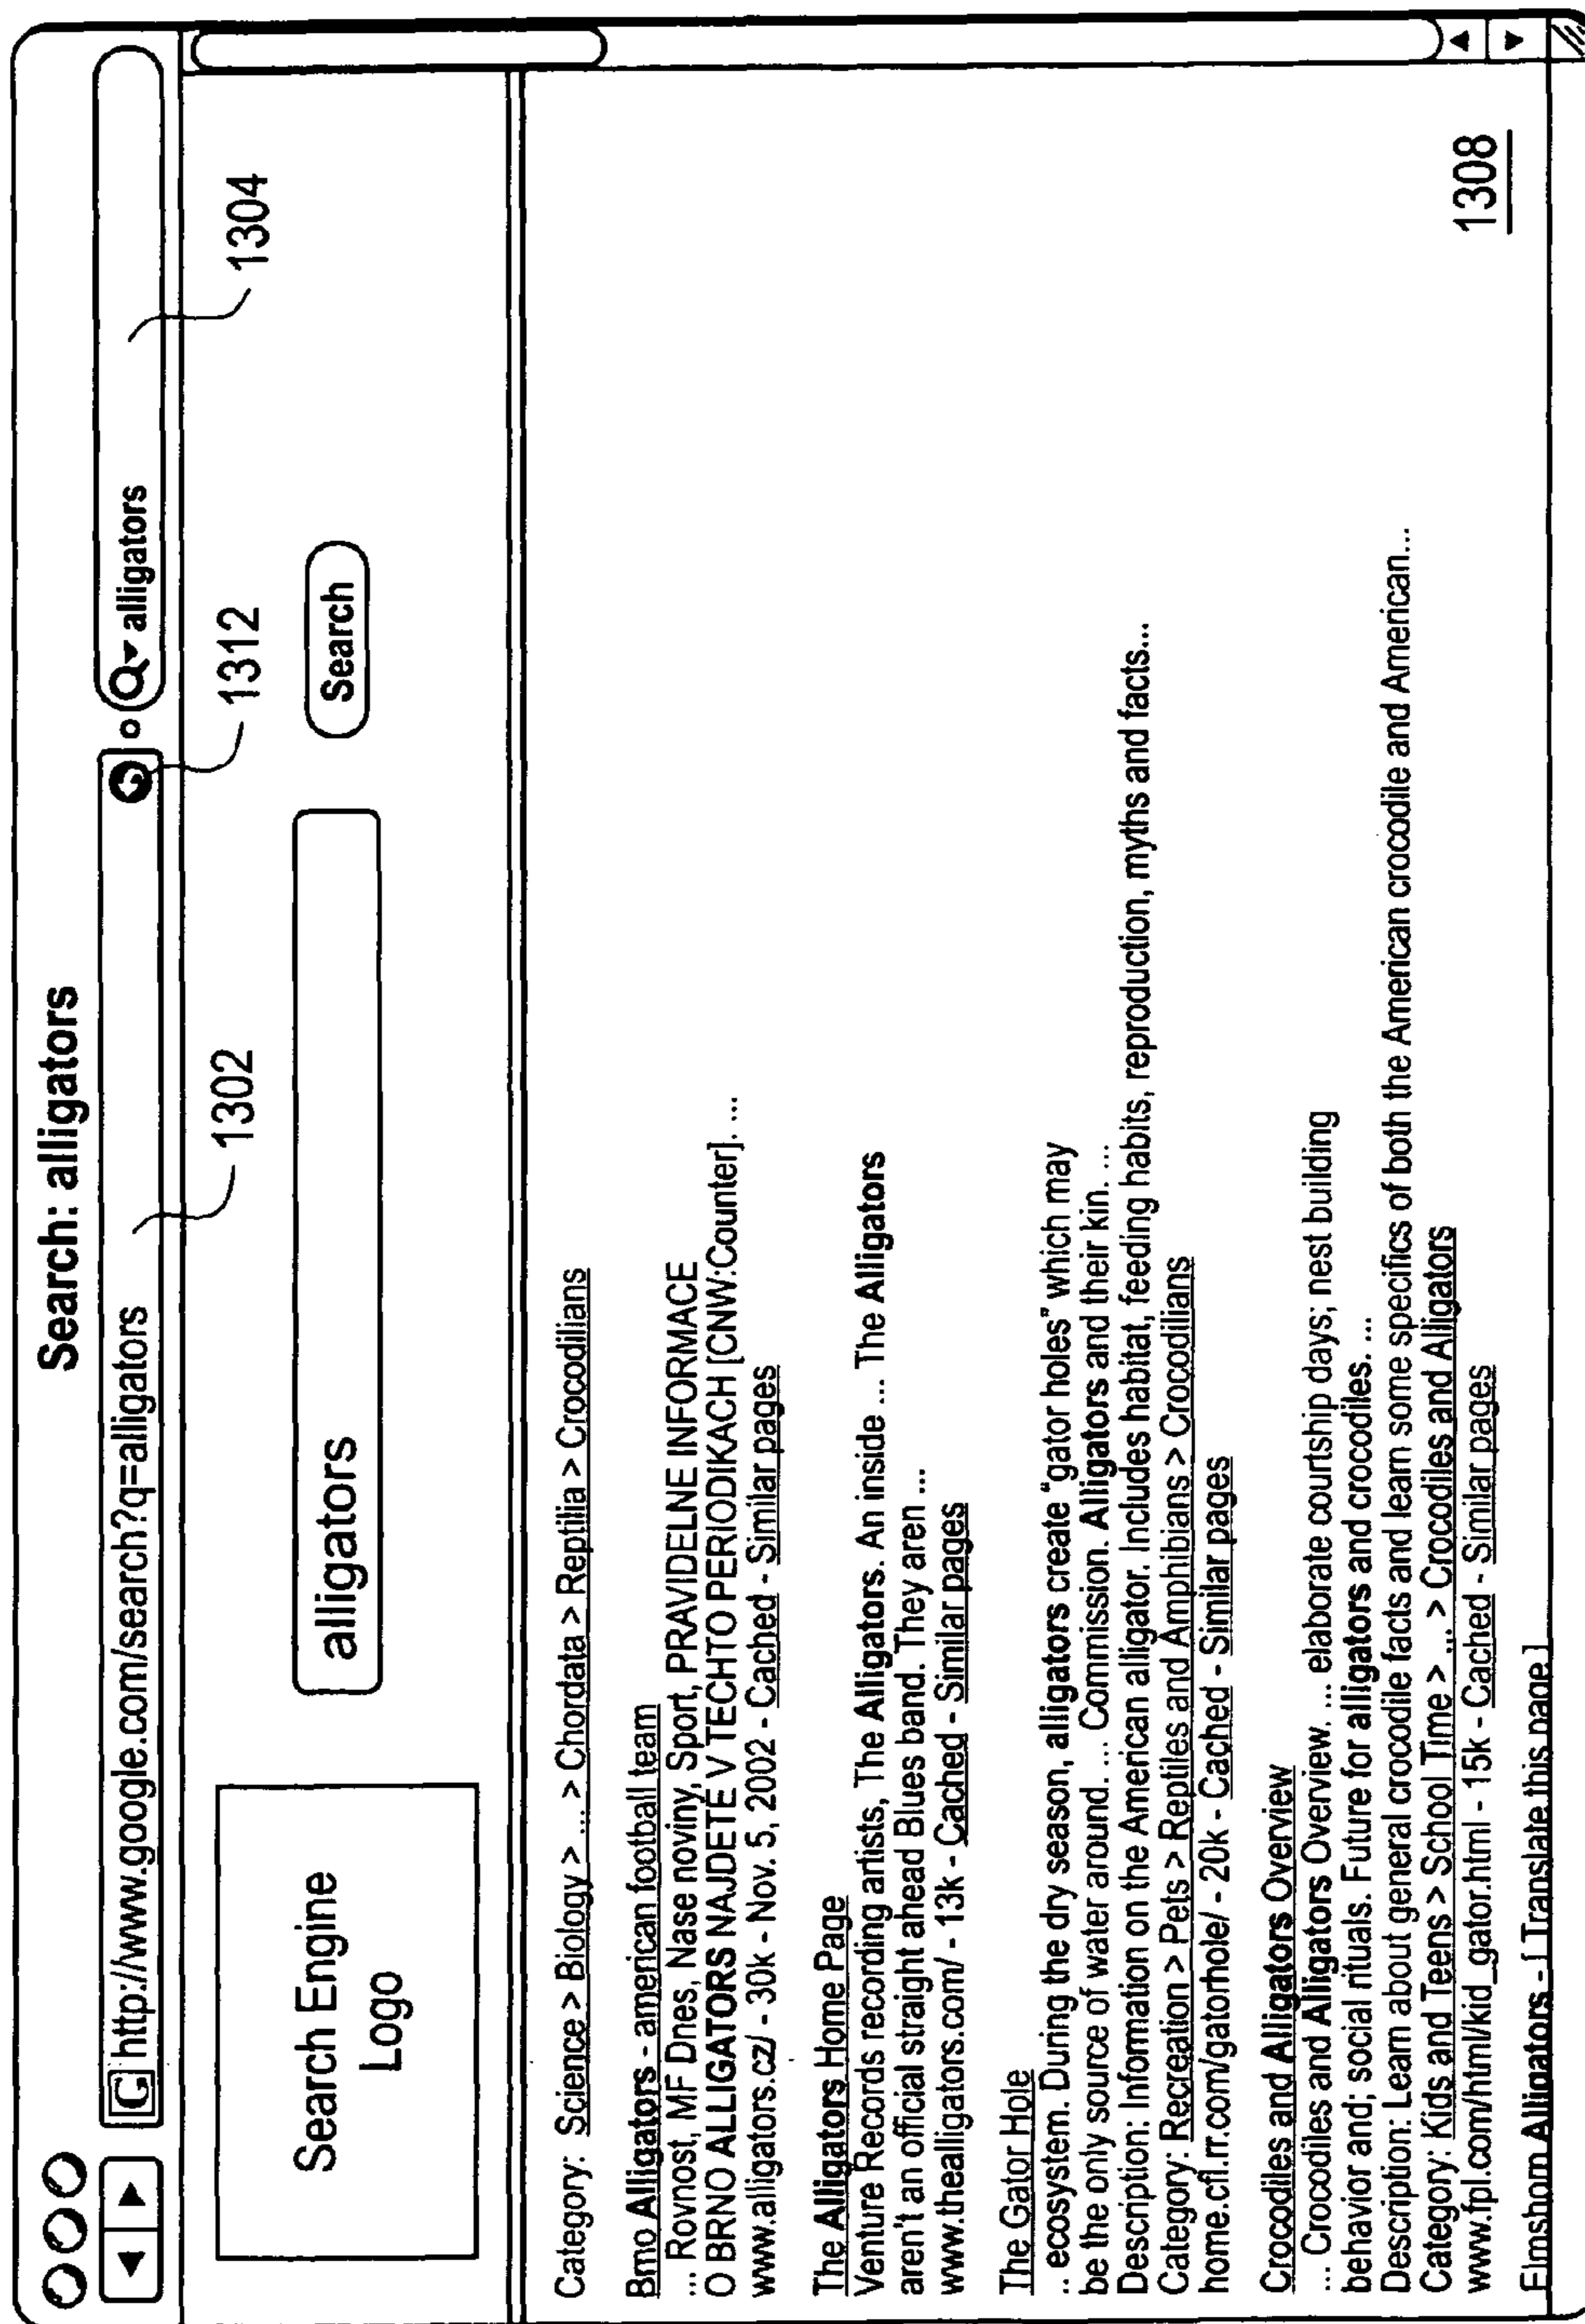 Search: alligators
G http://www.google.com/search?q=alligators
alligators
1302
1312
1304
Search Engine
Logo
alligators
Search
Category: Science > Biology > ... > Chordata > Reptilia > Crocodilians
Brno Alligators - american football team
... Rovnost, MF Dnes, Nase noviny, Sport, PRAVIDELNE INFORMACE
O BRNO ALLIGATORS NAJDETE V TECHTO PERIODIKACH [CNW:Counter]. ...
www.alligators.cz/ - 30k - Nov. 5, 2002 - Cached - Similar pages
The Alligators Home Page
Venture Records recording artists, The Alligators. An inside ... The Alligators
aren't an official straight ahead Blues band. They aren ...
www.thealligators.com/ - 13k - Cached - Similar pages
The Gator Hole
.. ecosystem. During the dry season, alligators create "gator holes" which may
be the only source of water around. ... Commission. Alligators and their kin. ...
Description: Information on the American alligator. Includes habitat, feeding habits, reproduction, myths and facts...
Category: Recreation > Pets > Reptiles and Amphibians > Crocodilians
home.cfl.rr.com/gatorhole/ - 20k - Cached - Similar pages
Crocodiles and Alligators Overview
... Crocodiles and Alligators Overview. ... elaborate courtship days; nest building
behavior and; social rituals. Future for alligators and crocodiles. ...
Description: Learn about general crocodile facts and learn some specifics of both the American crocodile and American...
Category: Kids and Teens > School Time > ... > Crocodiles and Alligators
www.fpl.com/html/kid_gator.html - 15k - Cached - Similar pages
Elmshorn Alligators - [ Translate this page ]
1308